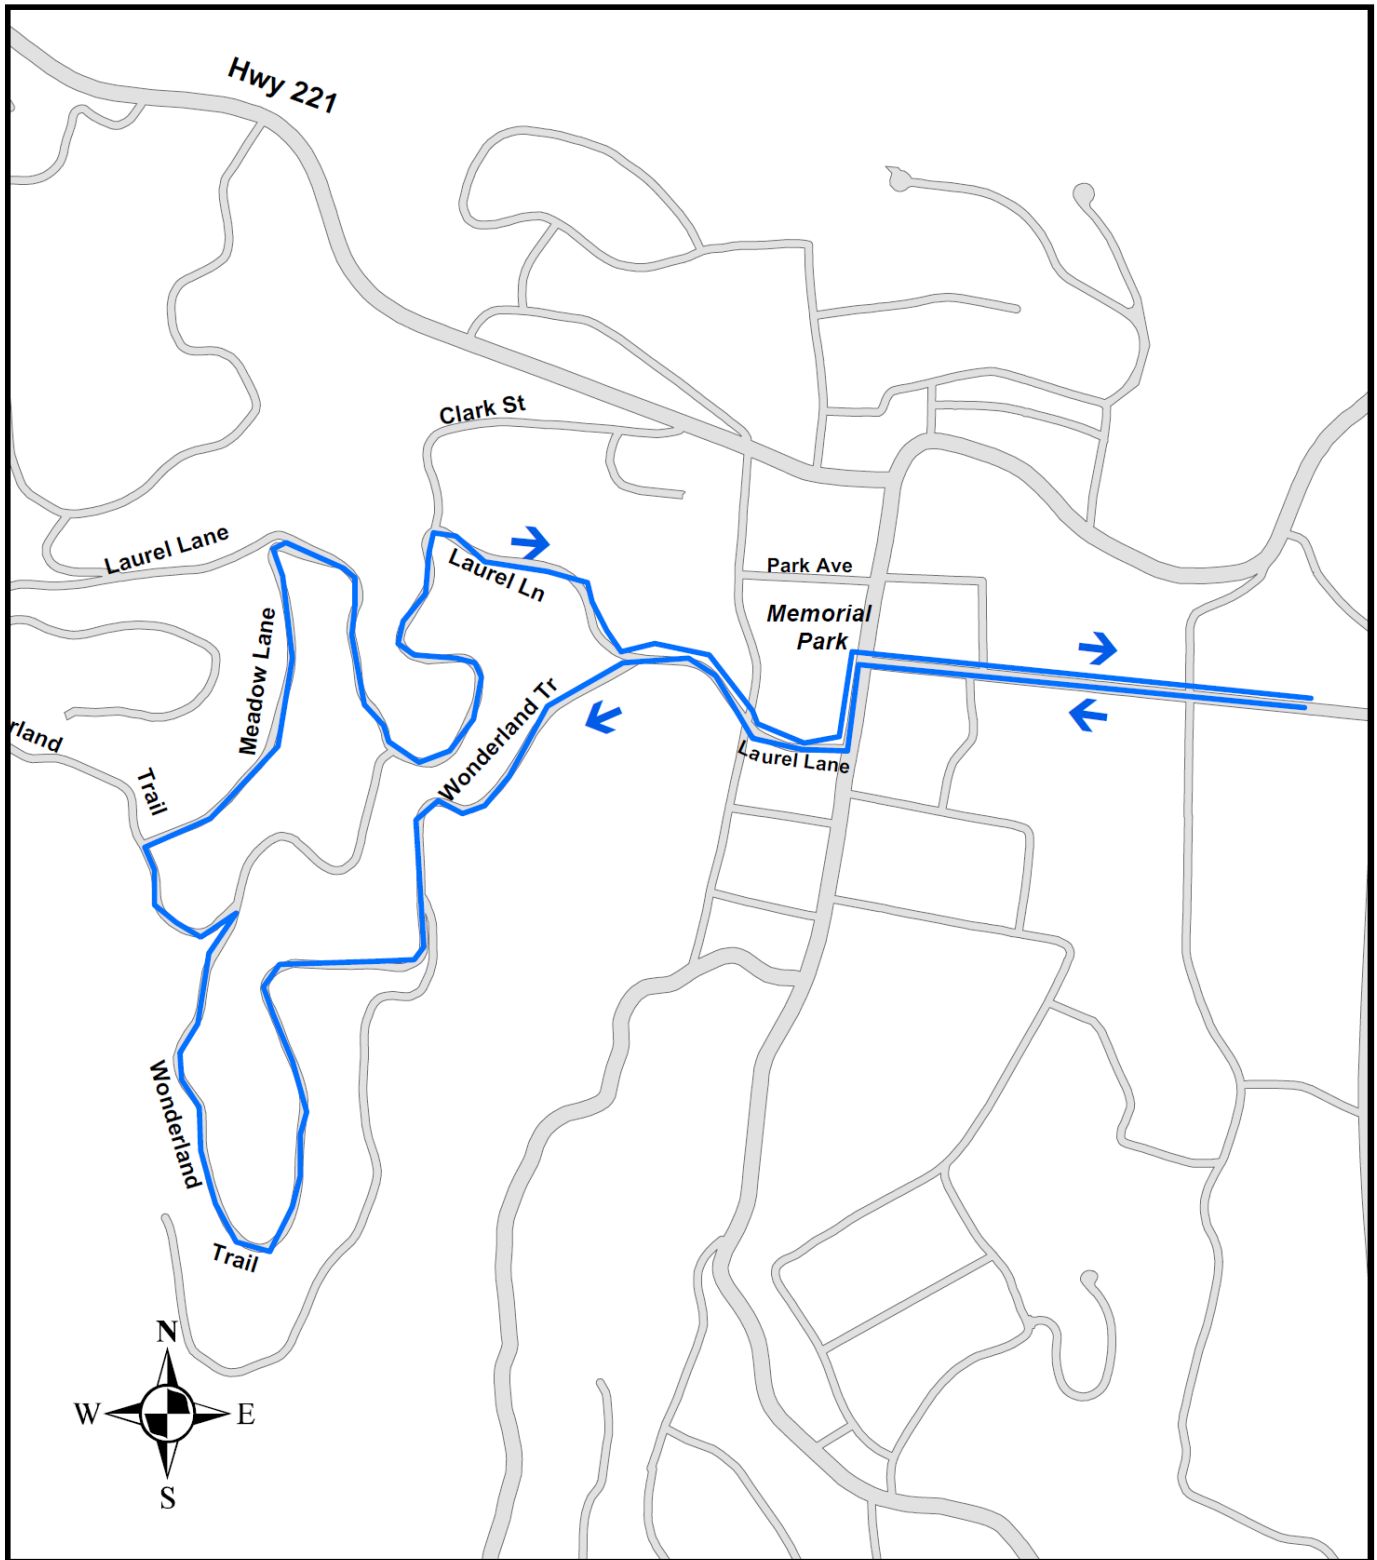 Hwy 221
Clark St
Laurel Lane
Laurel Ln
Park Ave
Memorial
Park
Meadow Lane
Wonderland Tr
rland
Trail
Laurel Lane
Wonderland
Trail
N
W
E
S